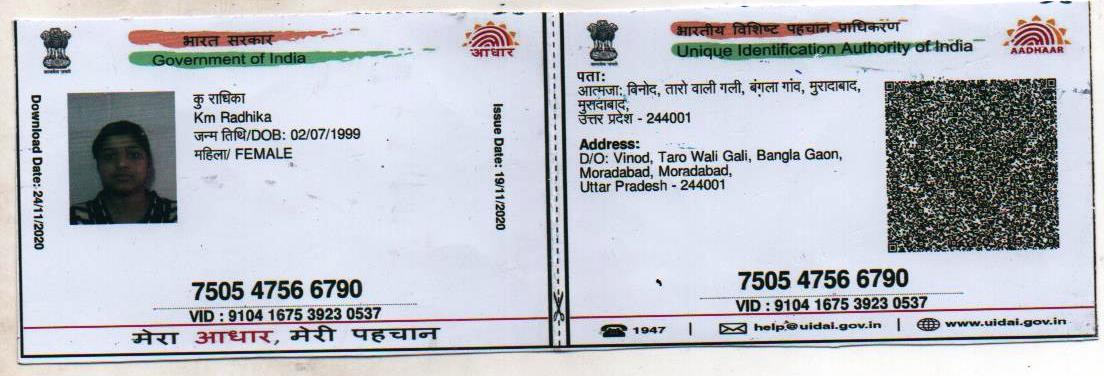 भारत सरकार
Government of India
आधार
Download Date: 24/11/2020
कु राधिका
Km Radhika
जन्म तिथि/DOB: 02/07/1999
महिला/ FEMALE
Issue Date: 19/11/2020
7505 4756 6790
VID : 9104 1675 3923 0537
मेरा आधार, मेरी पहचान
भारतीय विशिष्ट पहचान प्राधिकरण
Unique Identification Authority of India
AADHAAR
पता:
आत्मजा: विनोद, तारो वाली गली, बंगला गांव, मुरादाबाद,
मुरादाबाद,
उत्तर प्रदेश - 244001
Address:
D/O: Vinod, Taro Wali Gali, Bangla Gaon,
Moradabad, Moradabad,
Uttar Pradesh - 244001
7505 4756 6790
VID : 9104 1675 3923 0537
1947 | help@uidai.gov.in | www.uidai.gov.in